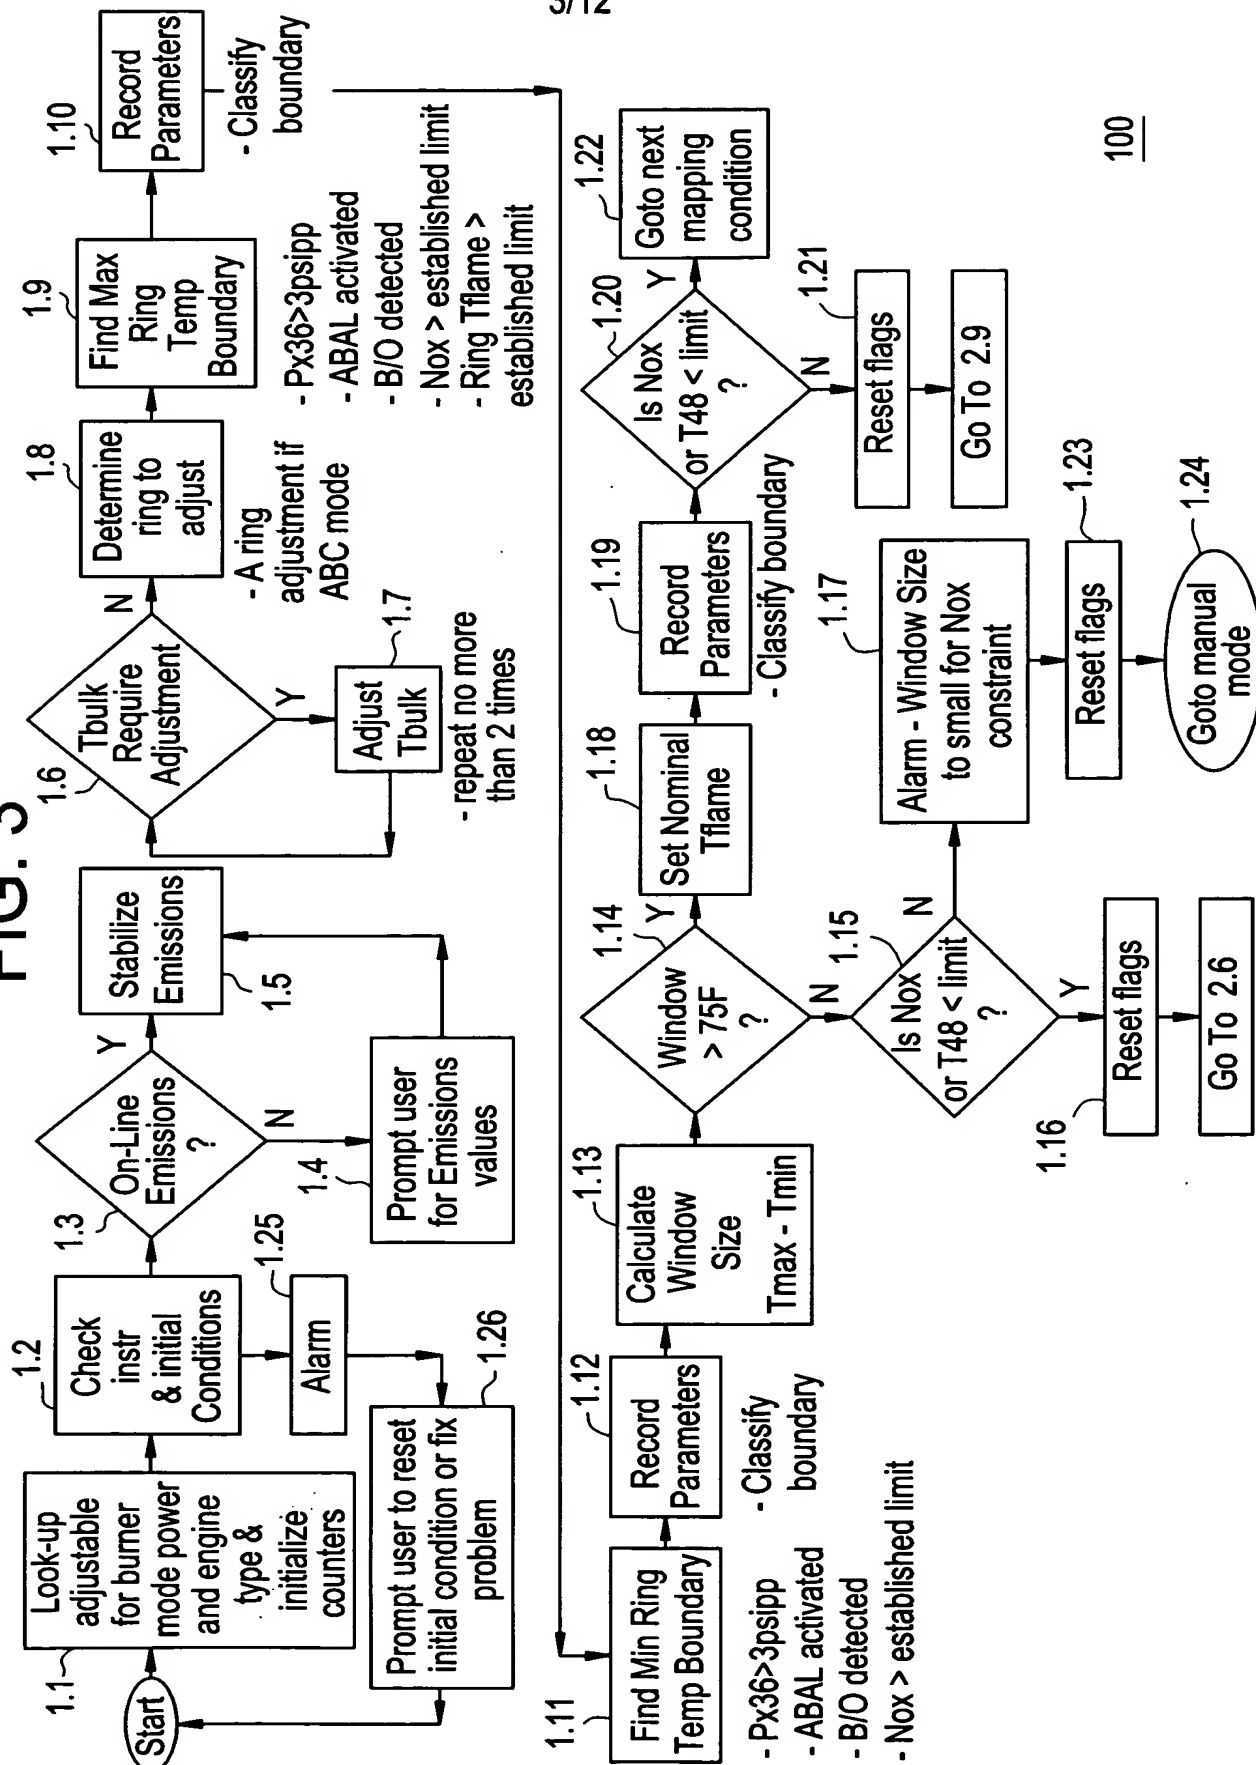 3/12
FIG. 3
Start
1.1
Look-up
adjustable
for burner
mode power
and engine
type &
initialize
counters
1.2
Check
instr
& initial
Conditions
1.25
Alarm
1.26
Prompt user to reset
initial condition or fix
problem
1.3
On-Line
Emissions
?
Y
N
1.4
Prompt user
for Emissions
values
Stabilize
Emissions
1.5
1.6
Tbulk
Require
Adjustment
N
Y
1.7
Adjust
Tbulk
- repeat no more
than 2 times
1.8
Determine
ring to
adjust
- A ring
adjustment if
ABC mode
1.9
Find Max
Ring
Temp
Boundary
- Px36>3psipp
- ABAL activated
- B/O detected
- Nox > established limit
- Ring Tflame >
established limit
1.10
Record
Parameters
- Classify
boundary
1.11
Find Min Ring
Temp Boundary
- Px36>3psipp
- ABAL activated
- B/O detected
- Nox > established limit
1.12
Record
Parameters
- Classify
boundary
1.13
Calculate
Window
Size
Tmax - Tmin
1.14
Window
> 75F
?
Y
N
1.15
Is Nox
or T48 < limit
?
N
Y
1.16
Reset flags
Go To 2.6
1.17
Alarm - Window Size
to small for Nox
constraint
1.23
Reset flags
1.24
Goto manual
mode
1.18
Set Nominal
Tflame
1.19
Record
Parameters
- Classify boundary
1.20
Is Nox
or T48 < limit
?
Y
N
1.21
Reset flags
Go To 2.9
1.22
Goto next
mapping
condition
100